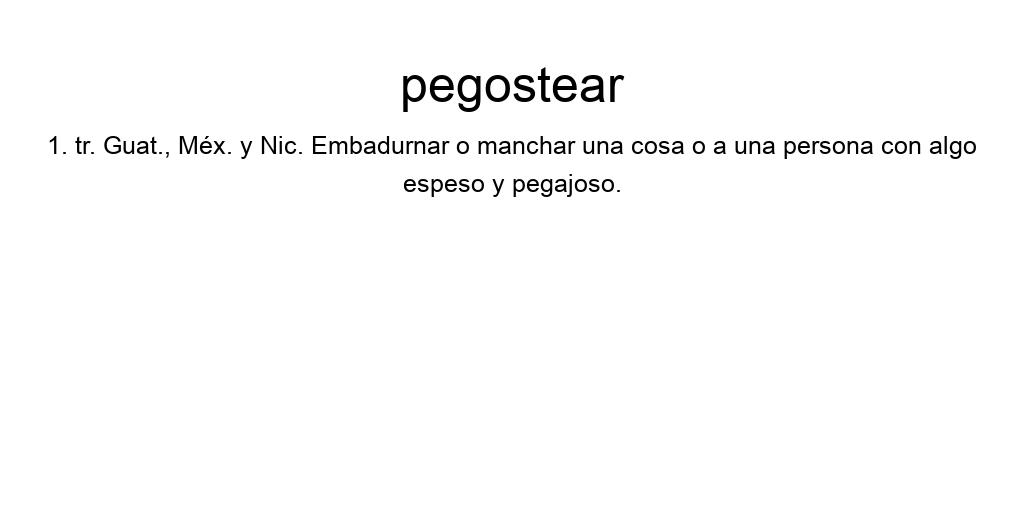 pegostear
1. tr. Guat., Méx. y Nic. Embadurnar o manchar una cosa o a una persona con algo
espeso y pegajoso.